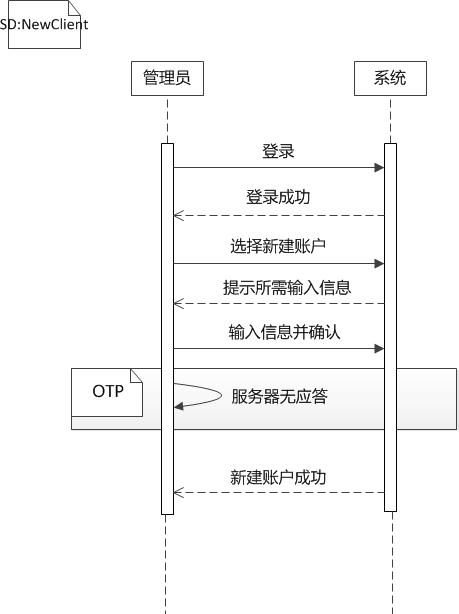 SD:NewClient
管理员
系统
登录
登录成功
选择新建账户
提示所需输入信息
输入信息并确认
OTP
服务器无应答
新建账户成功